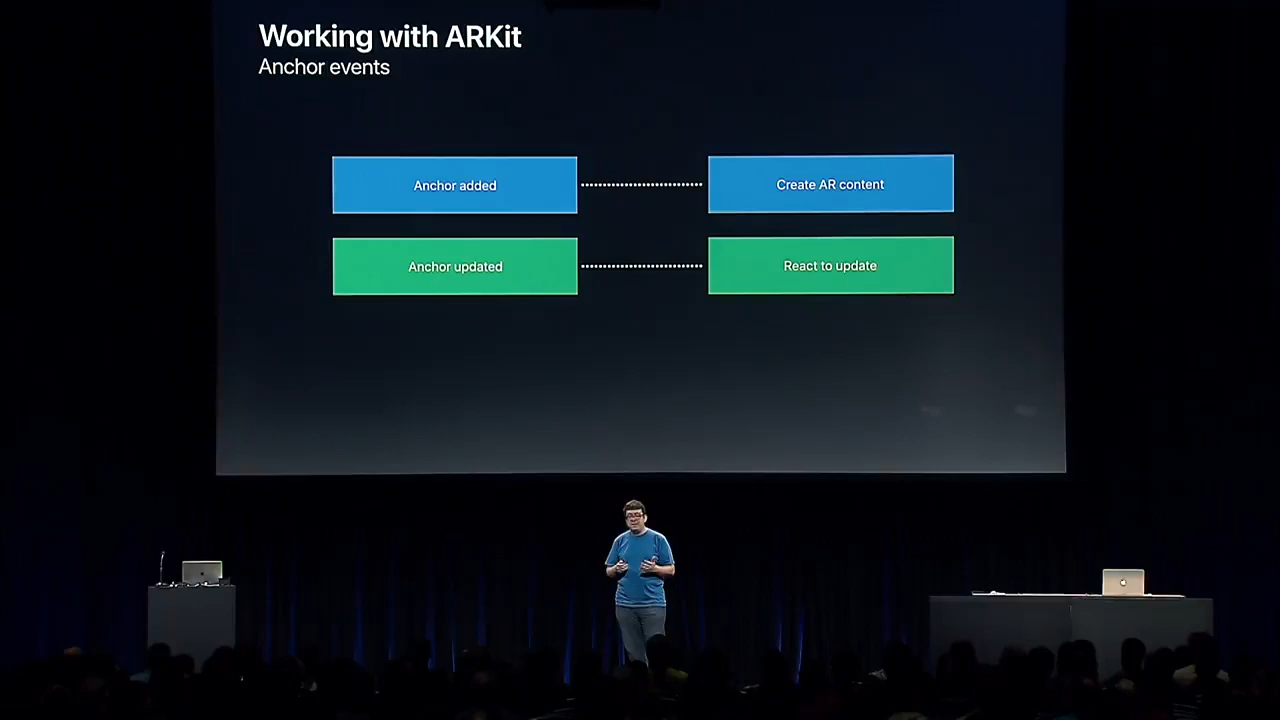 Working with ARKit
Anchor events
Anchor added
Create AR content
Anchor updated
React to update